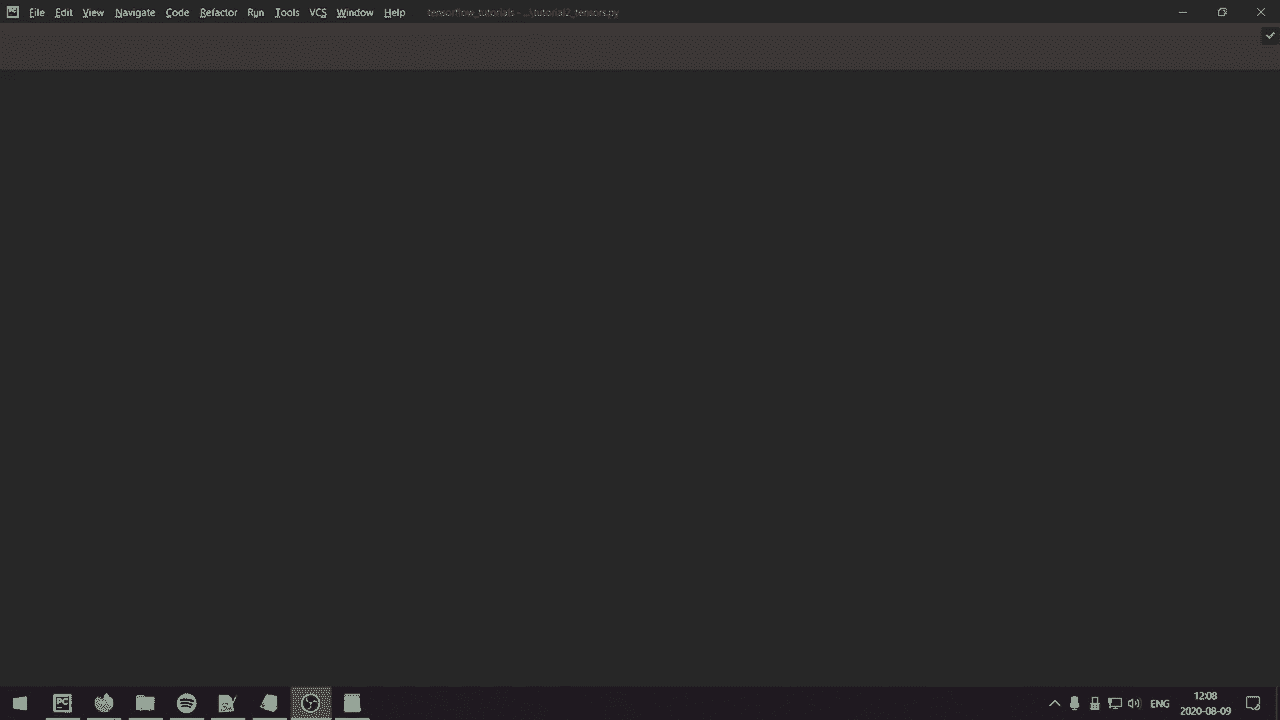 File Edit View Navigate Code Refactor Run Tools VCS Window Help tensorflow_tutorials - ...\tutorial2_tensors.py
PC
ENG
12:08
2020-08-09